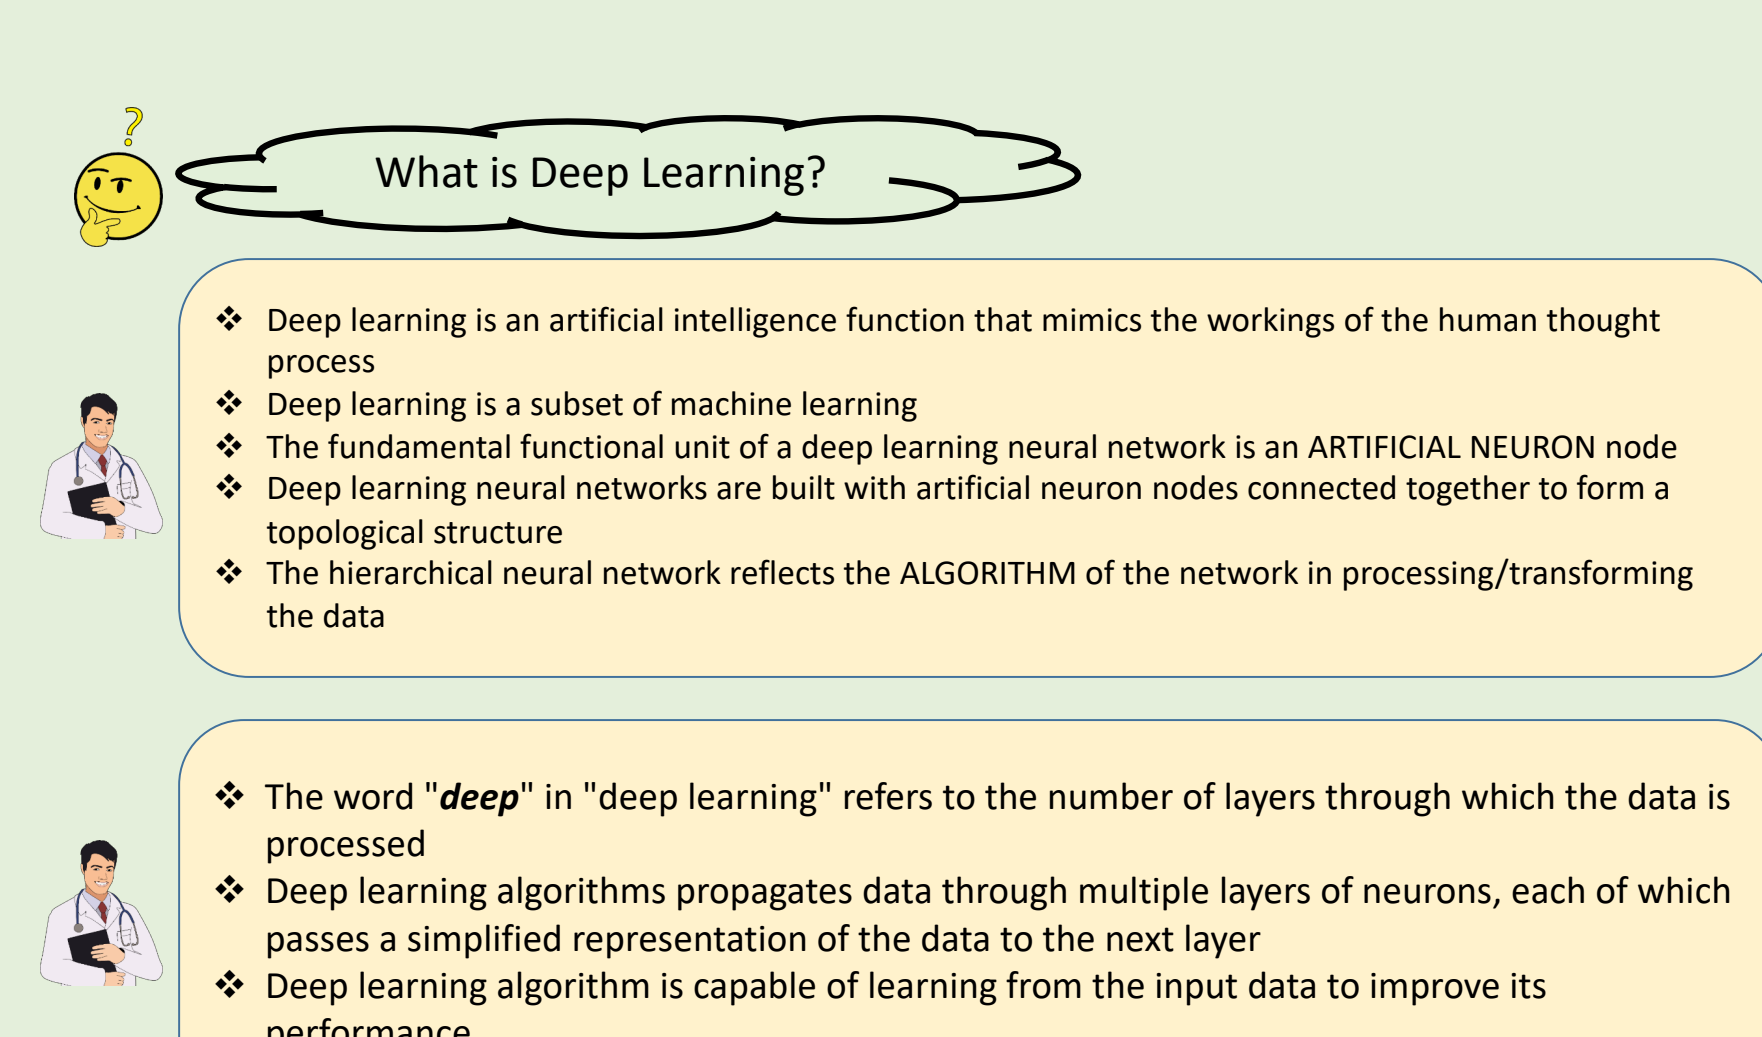 ?
What is Deep Learning?
❖ Deep learning is an artificial intelligence function that mimics the workings of the human thought
process
❖ Deep learning is a subset of machine learning
❖ The fundamental functional unit of a deep learning neural network is an ARTIFICIAL NEURON node
❖ Deep learning neural networks are built with artificial neuron nodes connected together to form a
topological structure
❖ The hierarchical neural network reflects the ALGORITHM of the network in processing/transforming
the data
❖ The word "deep" in "deep learning" refers to the number of layers through which the data is
processed
❖ Deep learning algorithms propagates data through multiple layers of neurons, each of which
passes a simplified representation of the data to the next layer
❖ Deep learning algorithm is capable of learning from the input data to improve its
performance